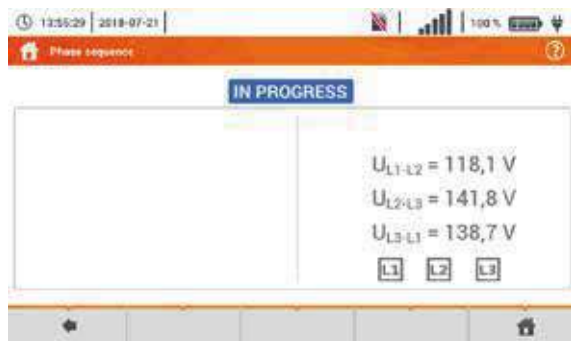 13:55:29 2018-07-21 100 %
Phase sequence
IN PROGRESS
UL1-L2 = 118,1 V
UL2-L3 = 141,8 V
UL3-L1 = 138,7 V
L1 L2 L3